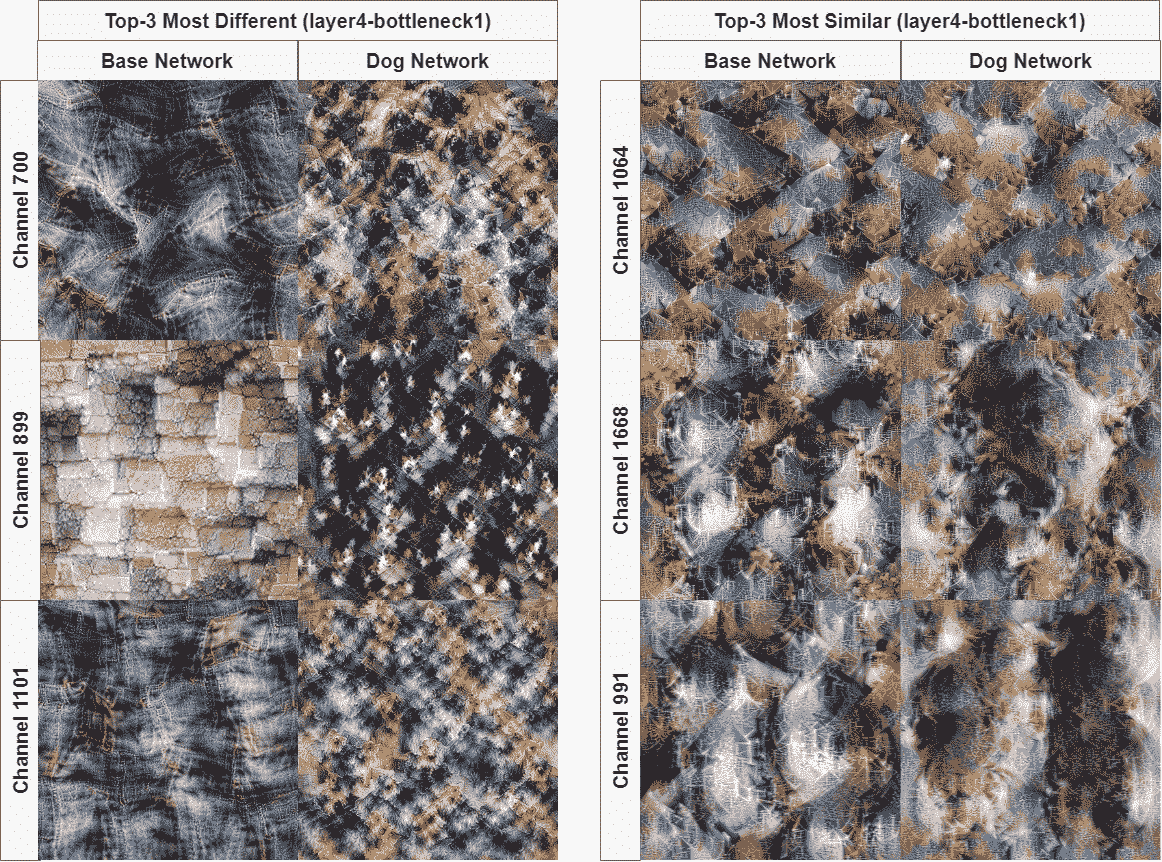 Top-3 Most Different (layer4-bottleneck1)
Base Network
Dog Network
Channel 700
Channel 899
Channel 1101
Top-3 Most Similar (layer4-bottleneck1)
Base Network
Dog Network
Channel 1064
Channel 1668
Channel 991